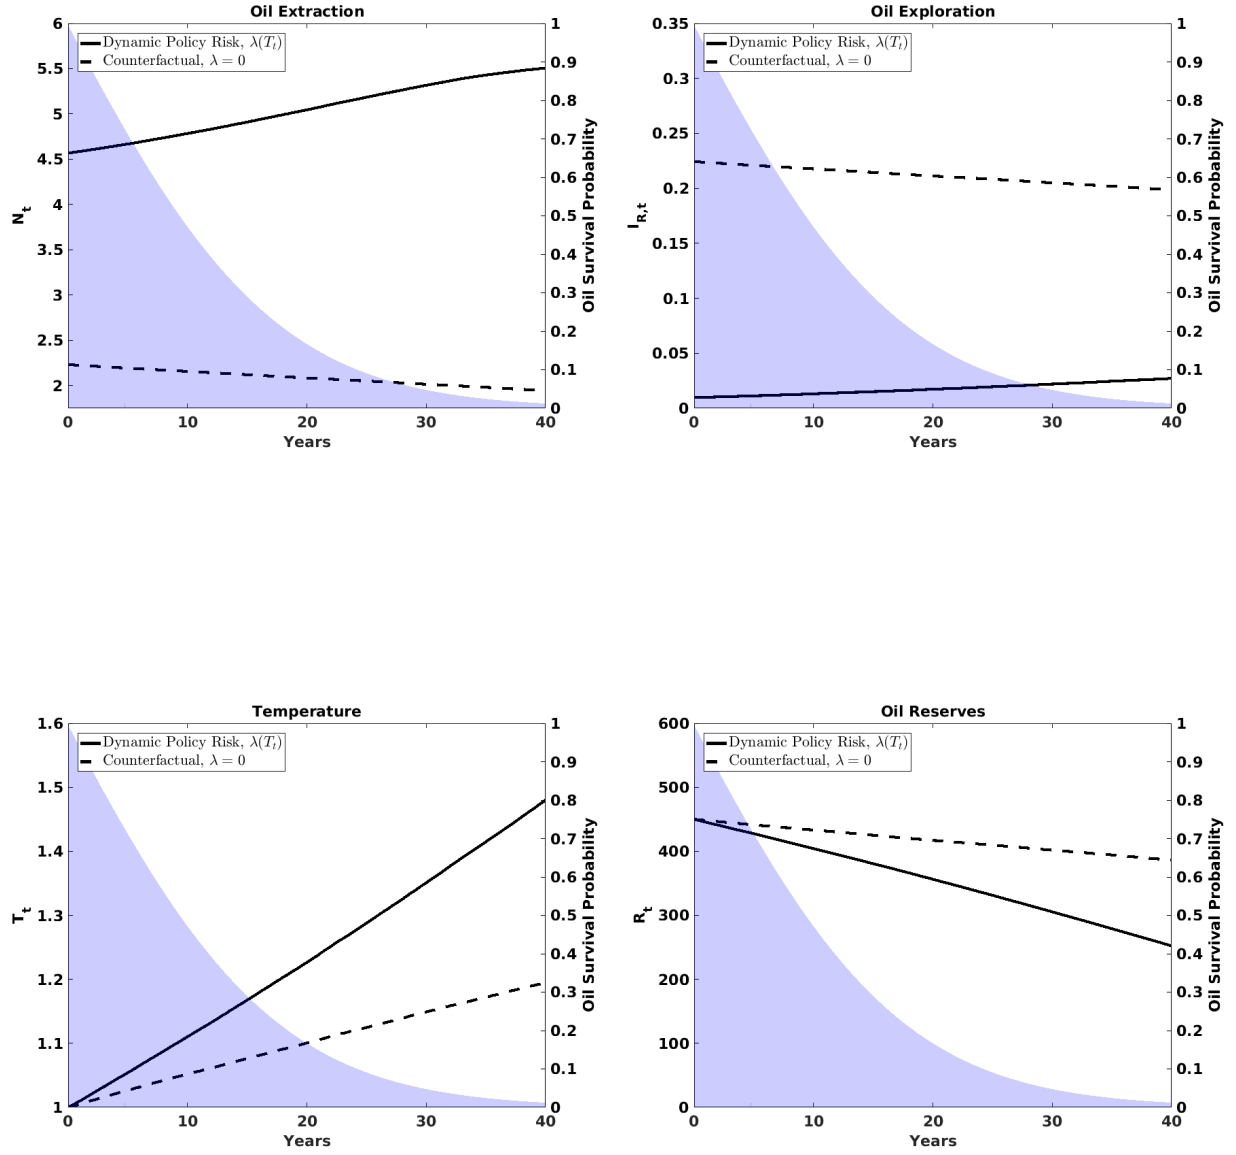 Oil Extraction
6
5.5
5
4.5
4
3.5
3
2.5
2
N_t
Dynamic Policy Risk, λ(T_t)
Counterfactual, λ = 0
1
0.9
0.8
0.7
0.6
0.5
0.4
0.3
0.2
0.1
0
Oil Survival Probability
0 10 20 30 40
Years
Oil Exploration
0.35
0.3
0.25
0.2
0.15
0.1
0.05
0
I_{R,t}
Dynamic Policy Risk, λ(T_t)
Counterfactual, λ = 0
1
0.9
0.8
0.7
0.6
0.5
0.4
0.3
0.2
0.1
0
Oil Survival Probability
0 10 20 30 40
Years
Temperature
1.6
1.5
1.4
1.3
1.2
1.1
1
T_t
Dynamic Policy Risk, λ(T_t)
Counterfactual, λ = 0
1
0.9
0.8
0.7
0.6
0.5
0.4
0.3
0.2
0.1
0
Oil Survival Probability
0 10 20 30 40
Years
Oil Reserves
600
500
400
300
200
100
0
R_t
Dynamic Policy Risk, λ(T_t)
Counterfactual, λ = 0
1
0.9
0.8
0.7
0.6
0.5
0.4
0.3
0.2
0.1
0
Oil Survival Probability
0 10 20 30 40
Years